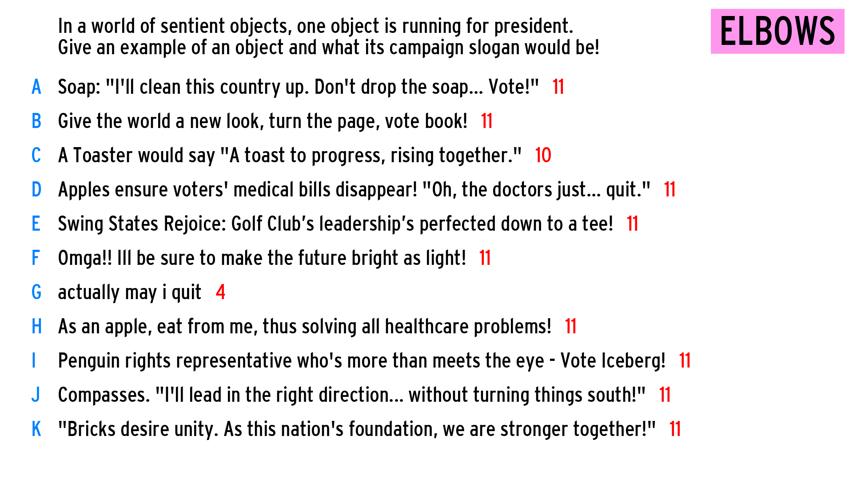 In a world of sentient objects, one object is running for president.
Give an example of an object and what its campaign slogan would be!
ELBOWS
A Soap: "I'll clean this country up. Don't drop the soap... Vote!" 11
B Give the world a new look, turn the page, vote book! 11
C A Toaster would say "A toast to progress, rising together." 10
D Apples ensure voters' medical bills disappear! "Oh, the doctors just... quit." 11
E Swing States Rejoice: Golf Club's leadership's perfected down to a tee! 11
F Omga!! Ill be sure to make the future bright as light! 11
G actually may i quit 4
H As an apple, eat from me, thus solving all healthcare problems! 11
I Penguin rights representative who's more than meets the eye - Vote Iceberg! 11
J Compasses. "I'll lead in the right direction... without turning things south!" 11
K "Bricks desire unity. As this nation's foundation, we are stronger together!" 11